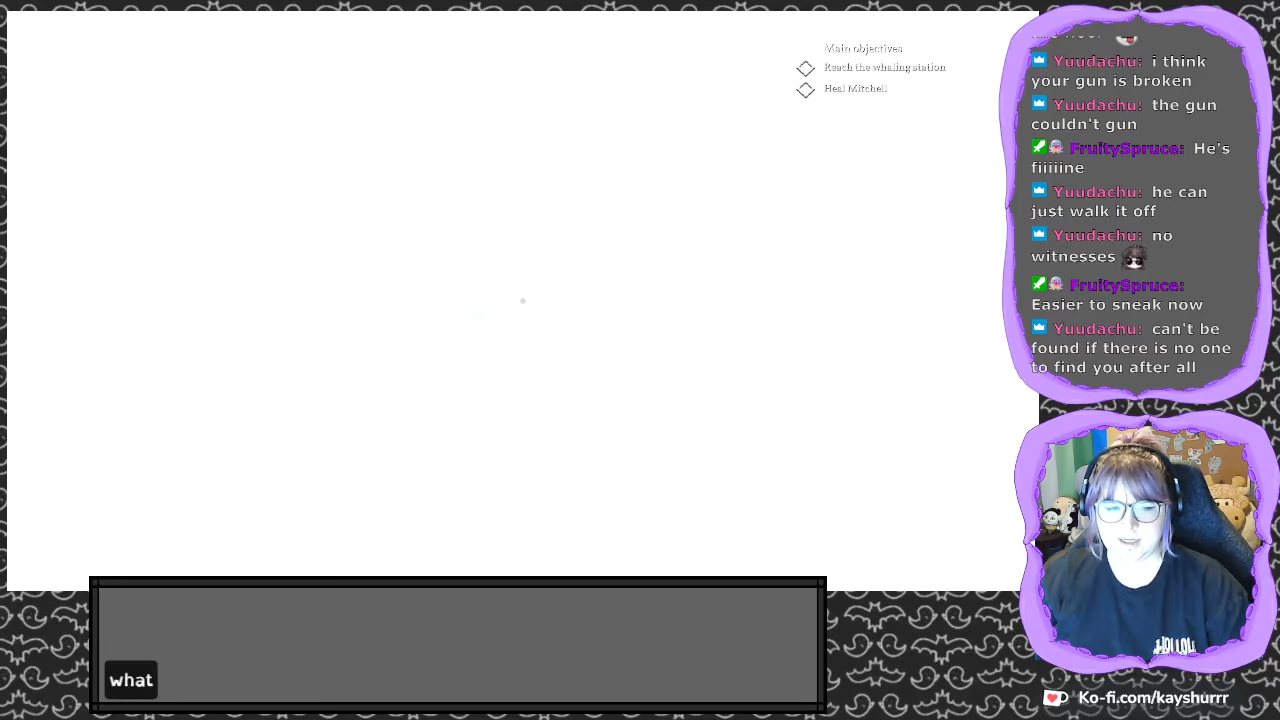 Main objectives
Reach the whaling station
Heal Mitchell
Yuudachu: i think
your gun is broken
Yuudachu: the gun
couldn't gun
FruitySpruce: He's
fiiiiine
Yuudachu: he can
just walk it off
Yuudachu: no
witnesses
FruitySpruce:
Easier to sneak now
Yuudachu: can't be
found if there is no one
to find you after all
what
Ko-fi.com/kayshurrr